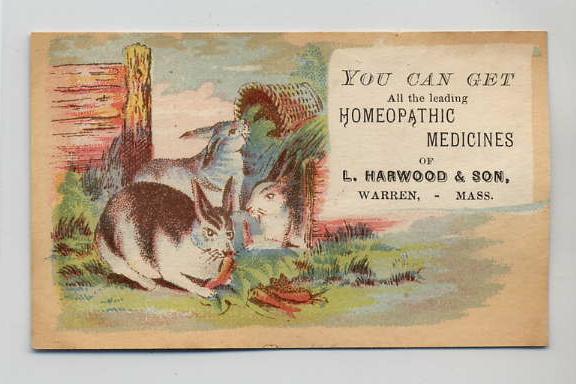 YOU CAN GET
All the leading
HOMEOPATHIC
MEDICINES
OF
L. HARWOOD & SON,
WARREN, - MASS.